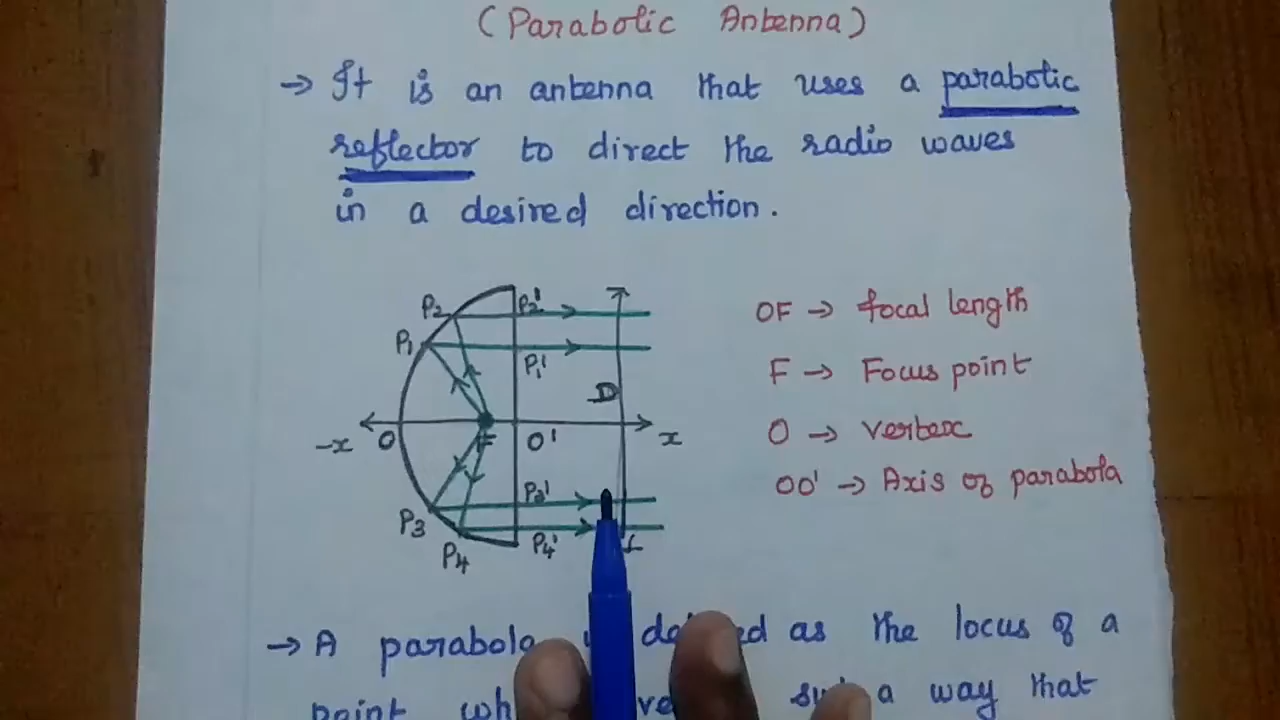 (Parabolic Antenna)
→ It is an antenna that uses a parabolic
reflector to direct the radio waves
in a desired direction.
P2 P2'
P1 P1'
D
-x O F O' x
P3 P3'
P4 P4'
OF → focal length
F → Focus point
O → vertex
OO' → Axis of parabola
→ A parabola as the locus of a
point a way that